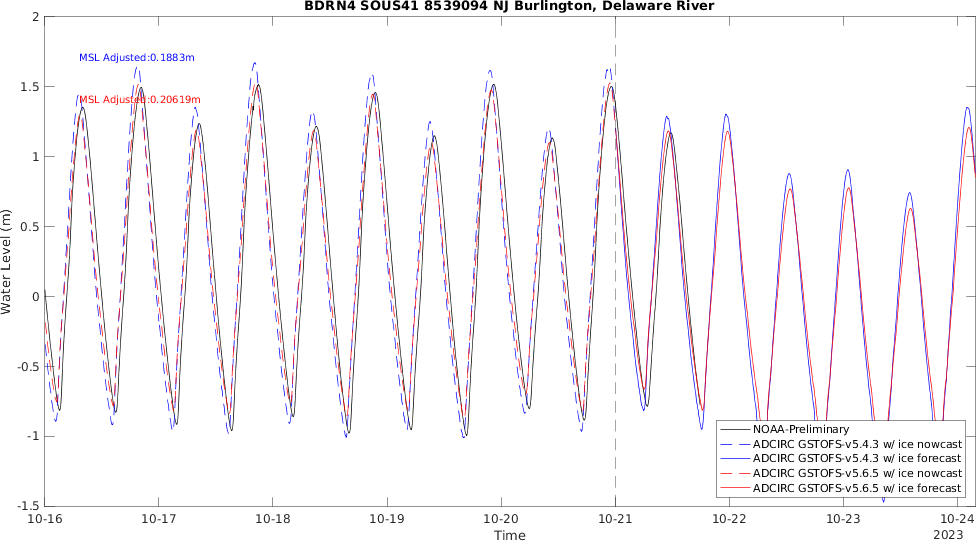 BDRN4 SOUS41 8539094 NJ Burlington, Delaware River
2
1.5
1
0.5
0
-0.5
-1
-1.5
Water Level (m)
MSL Adjusted:0.1883m
MSL Adjusted:0.20619m
NOAA-Preliminary
ADCIRC GSTOFS-v5.4.3 w/ ice nowcast
ADCIRC GSTOFS-v5.4.3 w/ ice forecast
ADCIRC GSTOFS-v5.6.5 w/ ice nowcast
ADCIRC GSTOFS-v5.6.5 w/ ice forecast
10-16 10-17 10-18 10-19 10-20 10-21 10-22 10-23 10-24
Time
2023